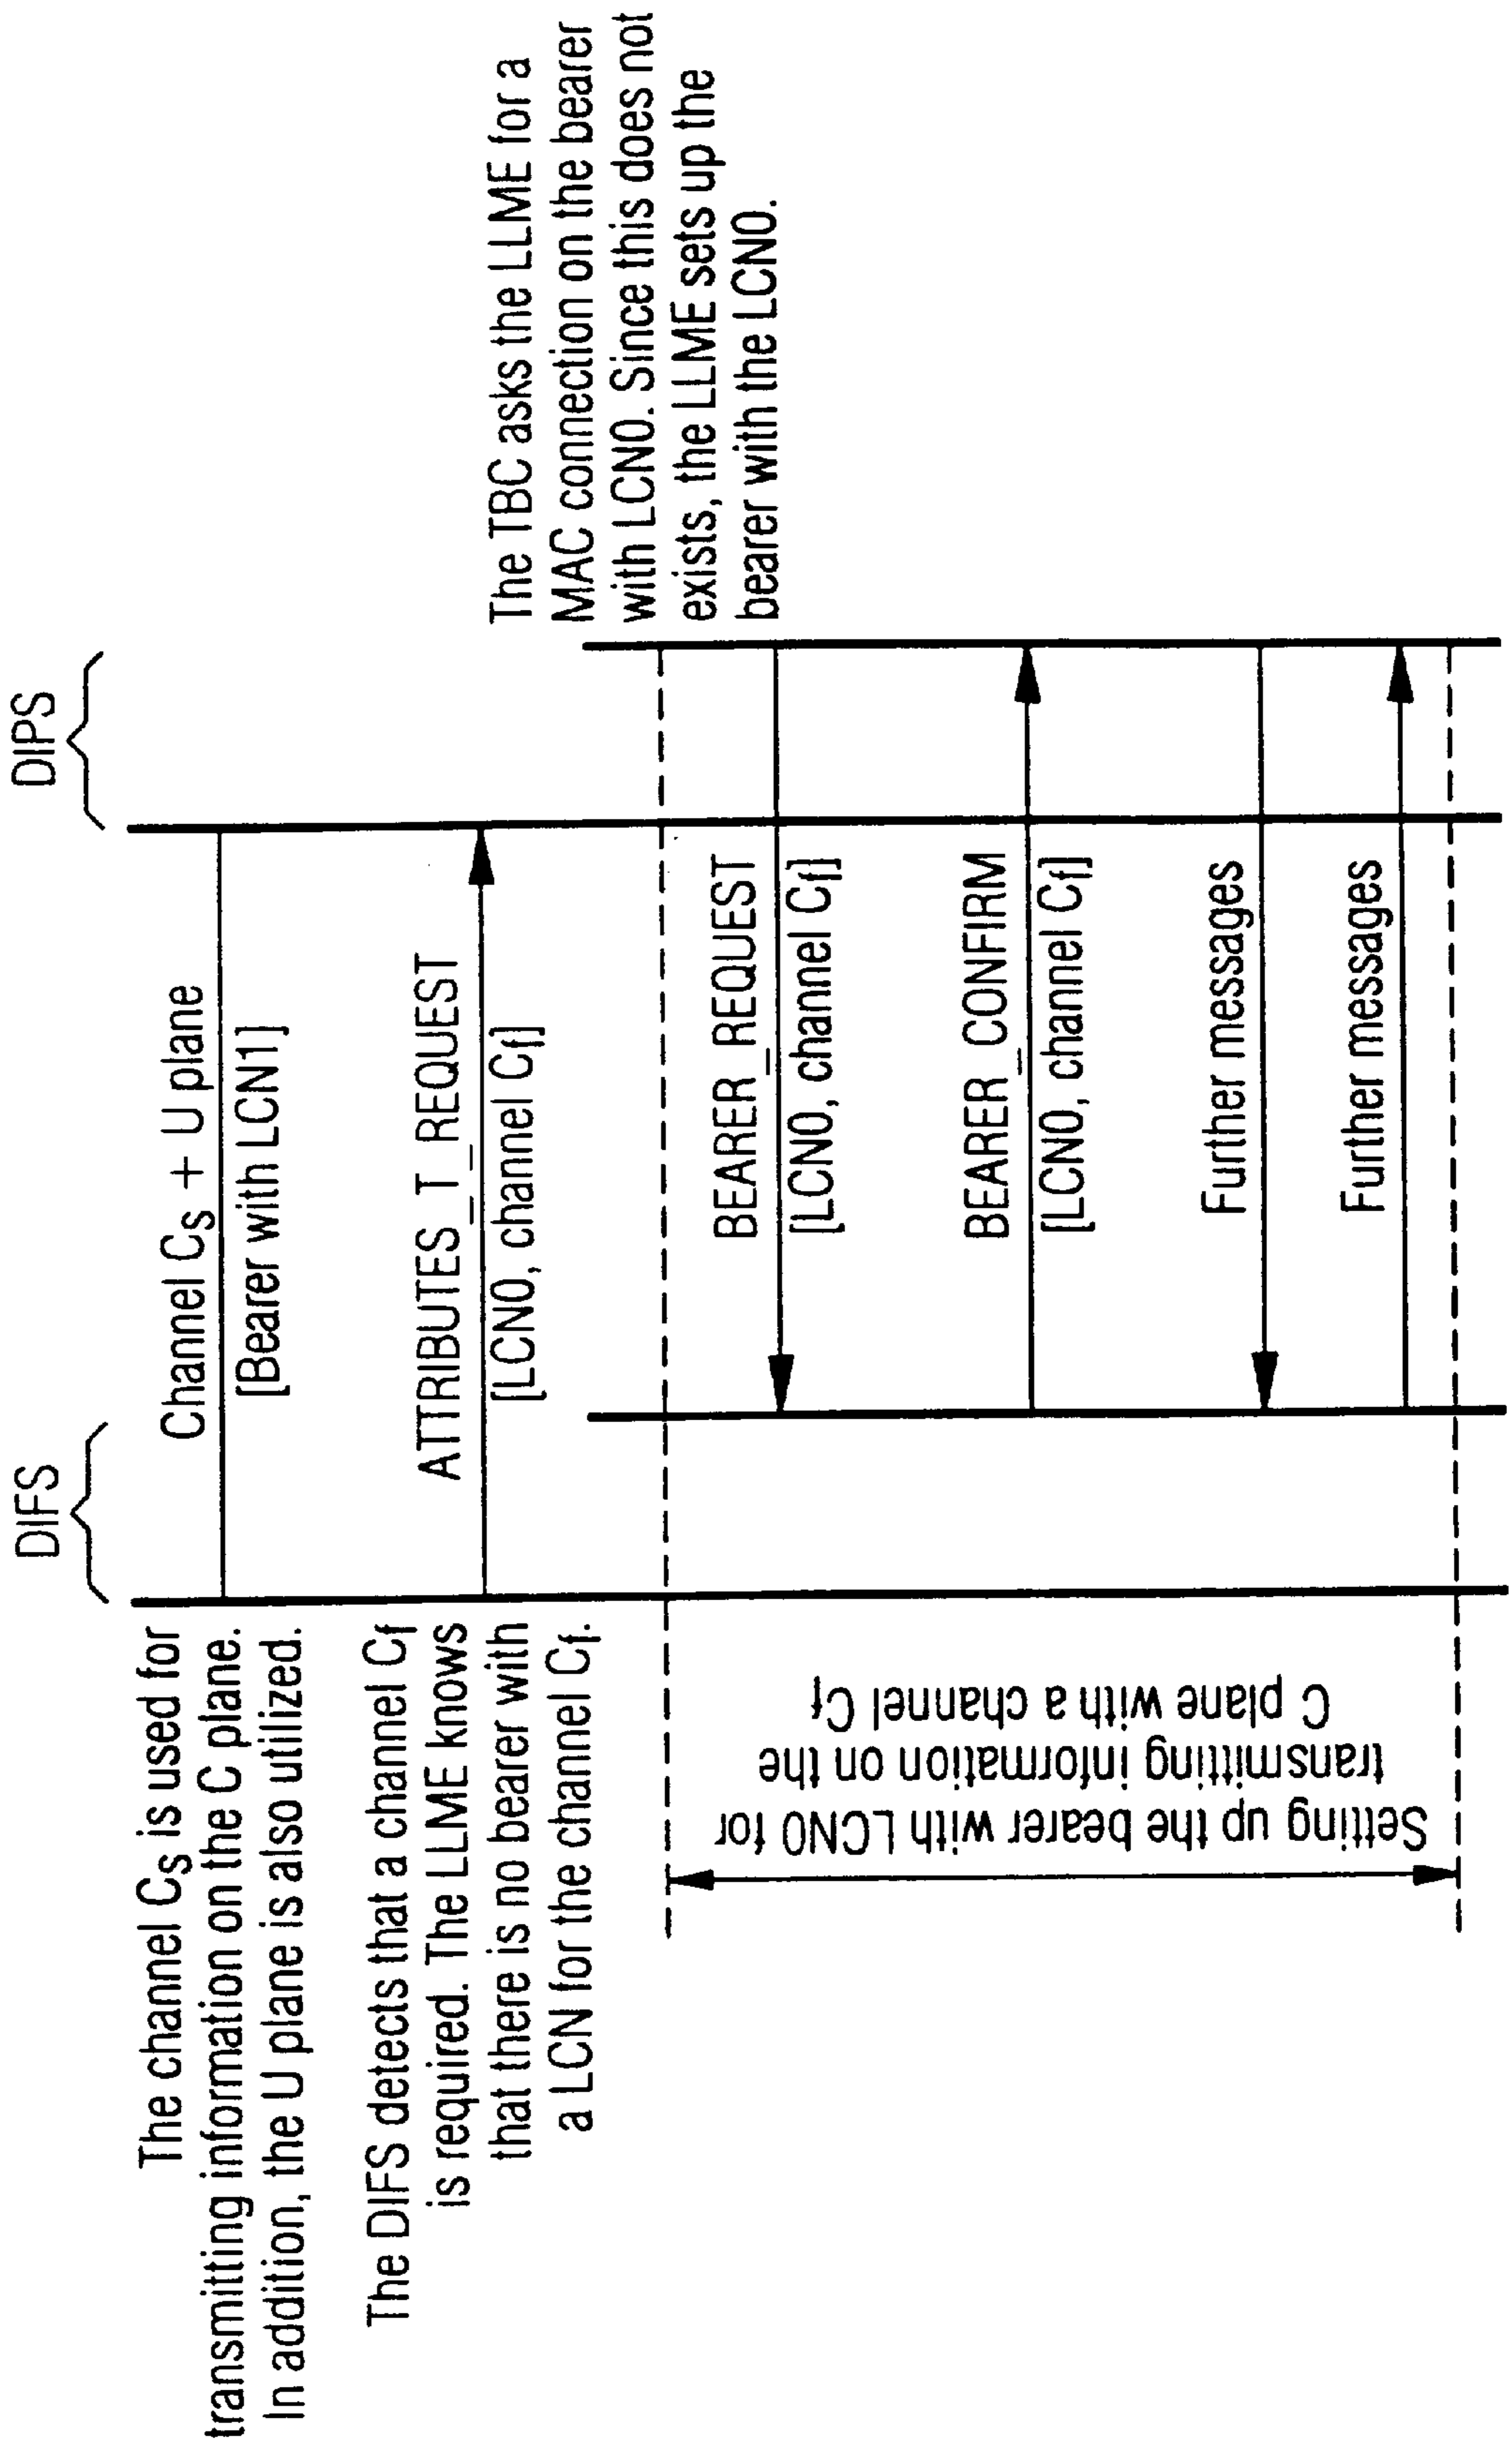 DIFS
DIPS
The channel Cs is used for
transmitting information on the C plane.
In addition, the U plane is also utilized.
Channel Cs + U plane
[Bearer with LCN1]
The DIFS detects that a channel Cf
is required. The LLME knows
that there is no bearer with
a LCN for the channel Cf.
ATTRIBUTES_T_REQUEST
[LCN0, channel Cf]
The TBC asks the LLME for a
MAC connection on the bearer
with LCN0. Since this does not
exists, the LLME sets up the
bearer with the LCN0.
Setting up the bearer with LCN0 for
transmitting information on the
C plane with a channel Cf
BEARER_REQUEST
[LCN0, channel Cf]
BEARER_CONFIRM
[LCN0, channel Cf]
Further messages
Further messages